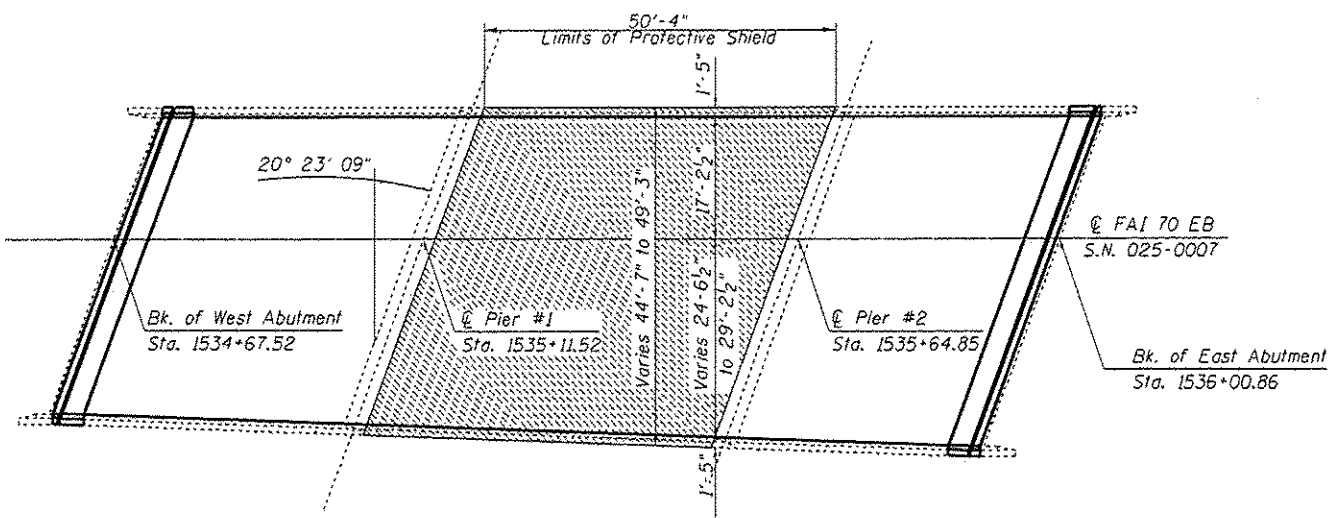 50'-4"
Limits of Protective Shield
1'-5"
20° 23' 09"
Varies 44'-7" to 49'-3"
17'-2½"
Varies 24'-6½"
to 29'-2½"
℄ FAI 70 EB
S.N. 025-0007
Bk. of West Abutment
Sta. 1534+67.52
℄ Pier #1
Sta. 1535+11.52
℄ Pier #2
Sta. 1535+64.85
Bk. of East Abutment
Sta. 1536+00.86
1'-5"